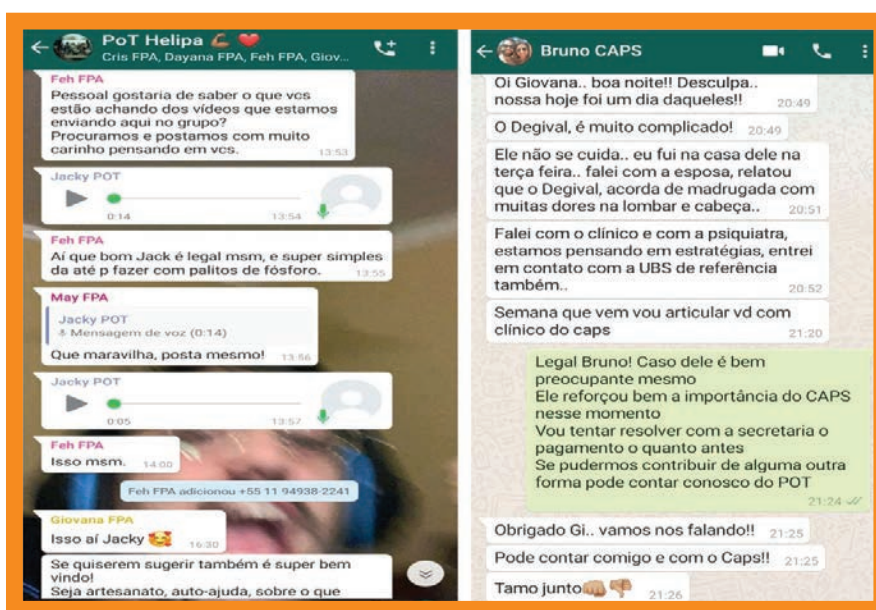 PoT Helipa 💪🏽 ❤️
Cris FPA, Dayana FPA, Feh FPA, Giov...
Feh FPA
Pessoal gostaria de saber o que vcs
estão achando dos vídeos que estamos
enviando aqui no grupo?
Procuramos e postamos com muito
carinho pensando em vcs.
13:53
Jacky POT
0:14
13:54
Feh FPA
Aí que bom Jack é legal msm, e super simples
da até p fazer com palitos de fósforo.
13:55
May FPA
Jacky POT
Mensagem de voz (0:14)
Que maravilha, posta mesmo!
13:56
Jacky POT
0:05
13:57
Feh FPA
Isso msm.
14:00
Feh FPA adicionou +55 11 94938-2241
Giovana FPA
Isso aí Jacky 🥰
16:30
Se quiserem sugerir também é super bem
vindo!
Seja artesanato, auto-ajuda, sobre o que
Bruno CAPS
Oi Giovana.. boa noite!! Desculpa..
nossa hoje foi um dia daqueles!!
20:49
O Degival, é muito complicado!
20:49
Ele não se cuida.. eu fui na casa dele na
terça feira.. falei com a esposa, relatou
que o Degival, acorda de madrugada com
muitas dores na lombar e cabeça..
20:51
Falei com o clínico e com a psiquiatra,
estamos pensando em estratégias, entrei
em contato com a UBS de referência
também..
20:52
Semana que vem vou articular vd com
clínico do caps
21:20
Legal Bruno! Caso dele é bem
preocupante mesmo
Ele reforçou bem a importância do CAPS
nesse momento
Vou tentar resolver com a secretaria o
pagamento o quanto antes
Se pudermos contribuir de alguma outra
forma pode contar conosco do POT
21:24
Obrigado Gi.. vamos nos falando!!
21:25
Pode contar comigo e com o Caps!!
21:25
Tamo junto👊🏼👎🏼
21:26